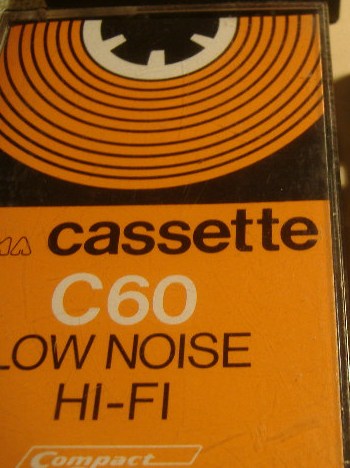 cassette
C60
LOW NOISE
HI-FI
Compact